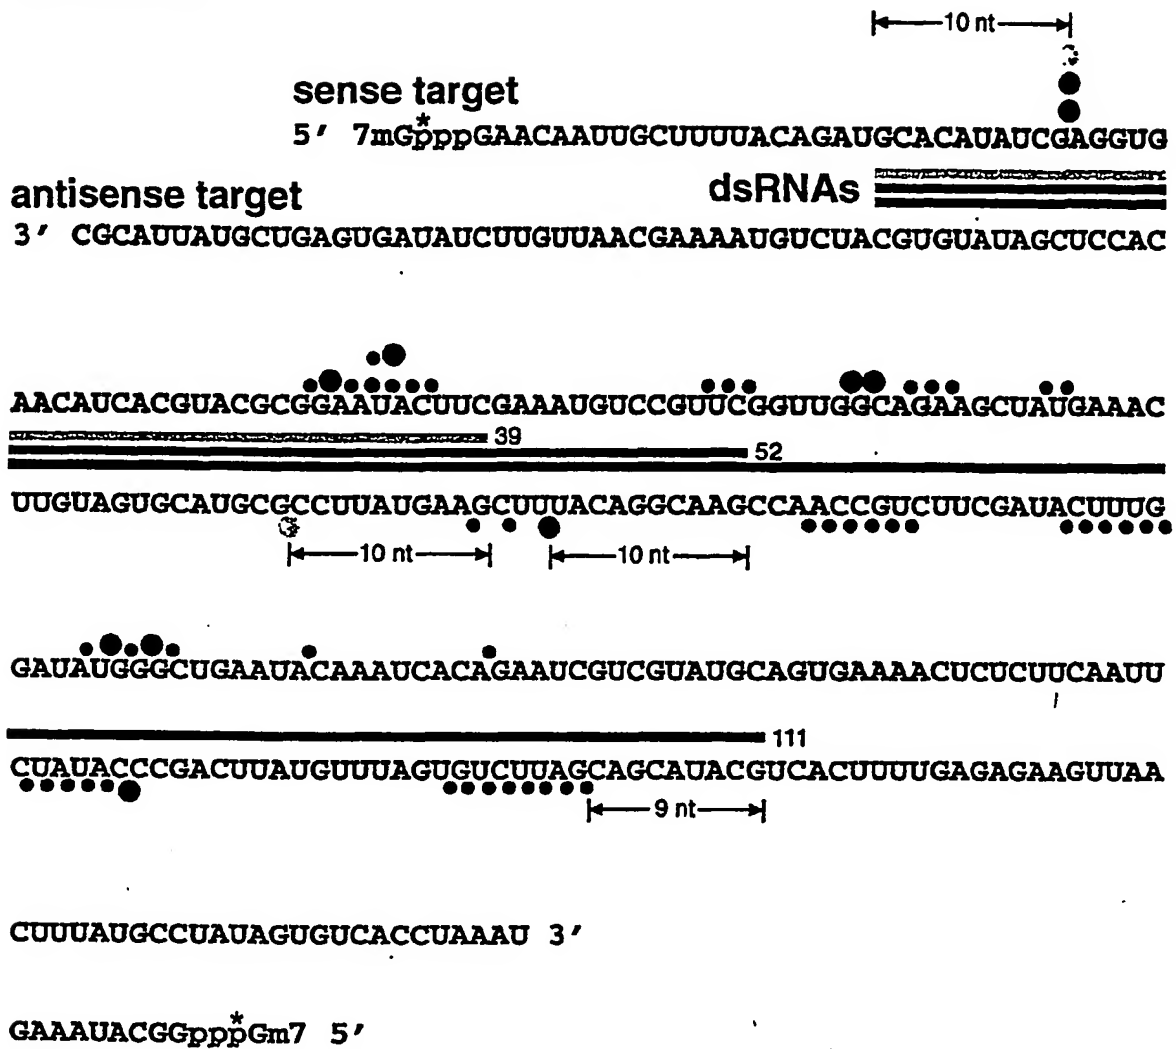 10 nt
sense target
*
5' 7mGpppGAACAAUUGCUUUUACAGAUGCACAUAUCGAGGUG
dsRNAs
antisense target
3' CGCAUUAUGCUGAGUGAUAUCUUGUUAACGAAAAUGUCUACGUGUAUAGCUCCAC
AACAUCACGUACGCGGAAUACUUCGAAAUGUCCGUUCGGUUGGCAGAAGCUAUGAAAC
39
52
UUGUAGUGCAUGCGCCUUAUGAAGCUUUACAGGCAAGCCAACCGUCUUCGAUACUUUG
10 nt 10 nt
GAUAUGGGCUGAAUACAAAUCACAGAAUCGUCGUAUGCAGUGAAAACUCUCUUCAAUU
111
CUAUACCCGACUUAUGUUUAGUGUCUUAGCAGCAUACGUCACUUUUGAGAGAAGUUAA
9 nt
CUUUAUGCCUAUAGUGUCACCUAAAU 3'
*
GAAAUACGGpppGm7 5'